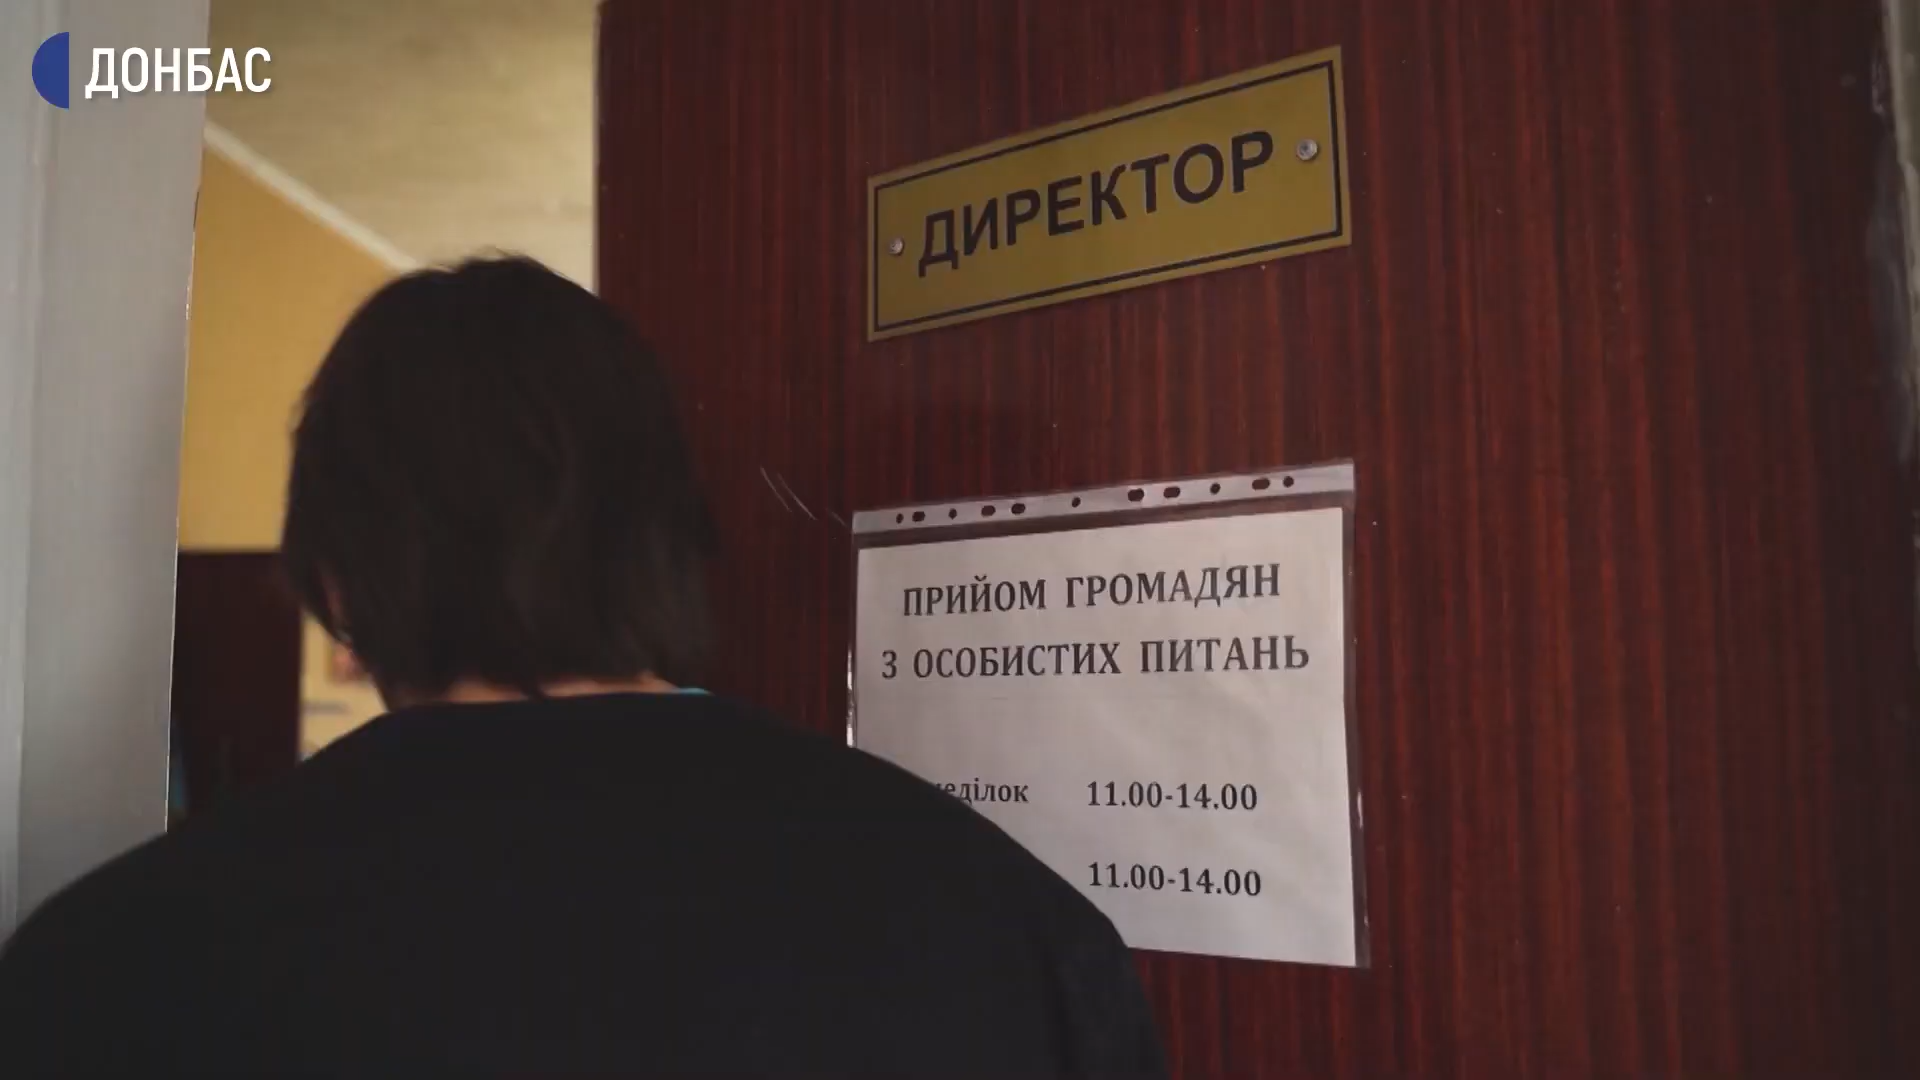 ДОНБАС
ДИРЕКТОР
ПРИЙОМ ГРОМАДЯН
З ОСОБИСТИХ ПИТАНЬ
11.00-14.00
11.00-14.00